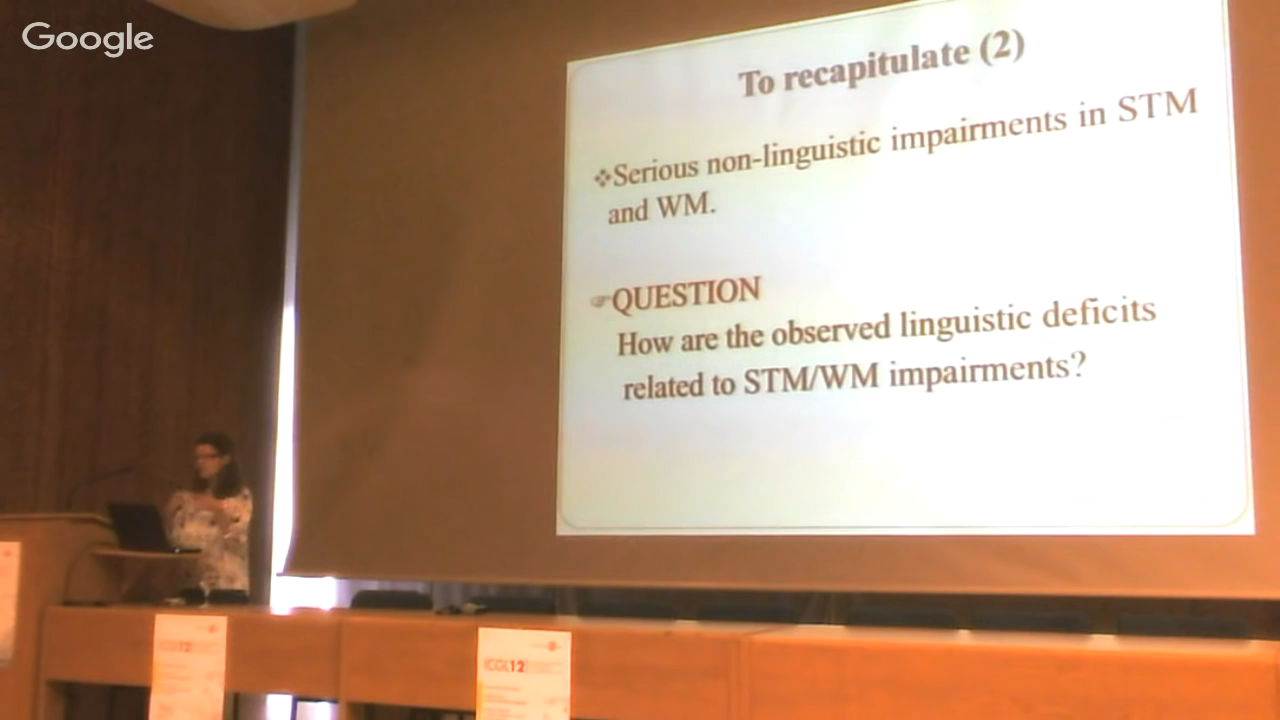 Google
To recapitulate (2)
❖Serious non-linguistic impairments in STM
and WM.
☞QUESTION
How are the observed linguistic deficits
related to STM/WM impairments?
ICGL12